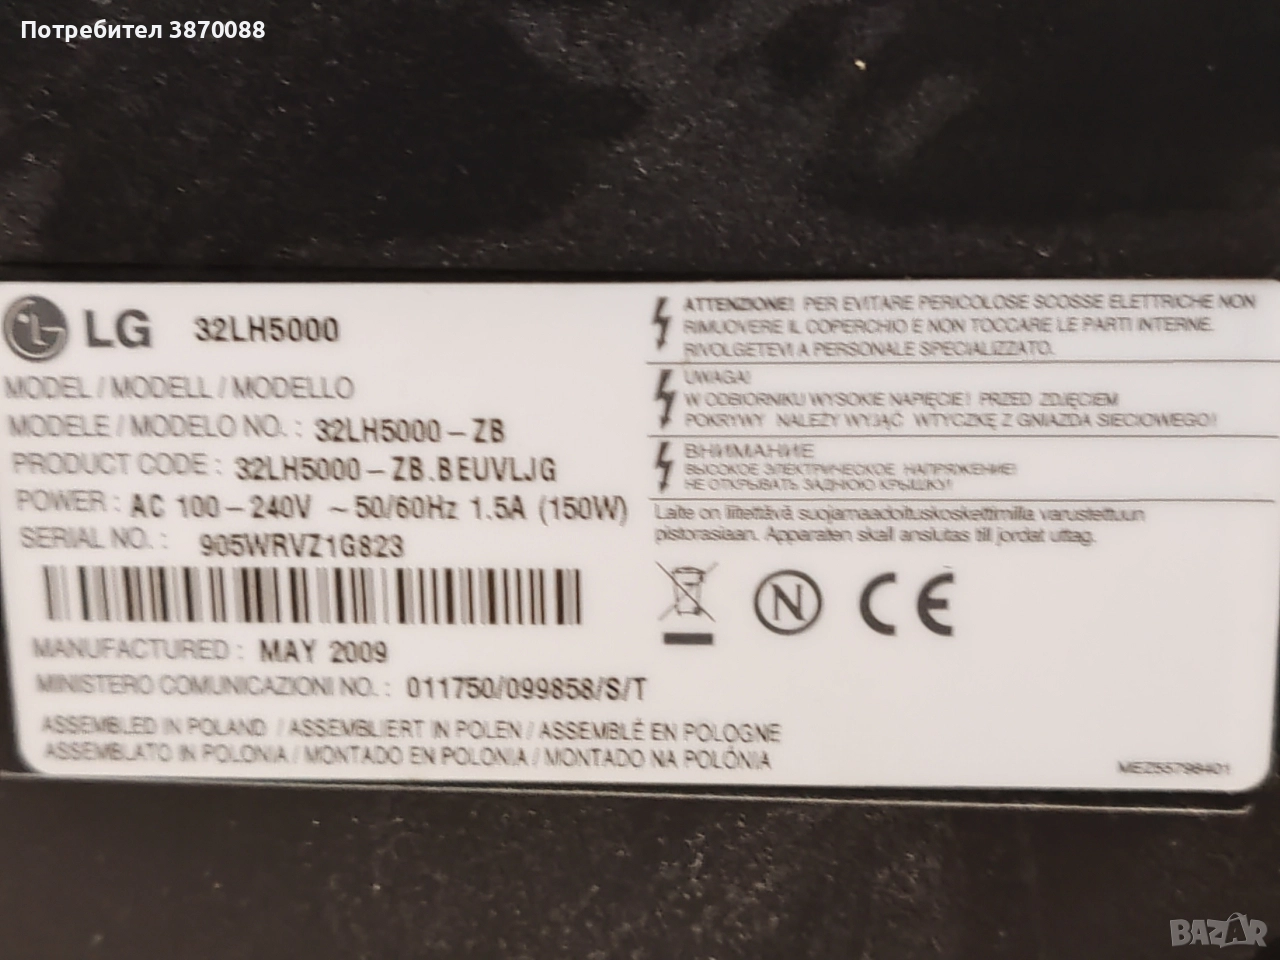 Потребител 3870088
LG 32LH5000
MODEL / MODELL / MODELLO
MODELE / MODELO NO. : 32LH5000-ZB
PRODUCT CODE : 32LH5000-ZB.BEUVLJG
POWER : AC 100-240V ~50/60Hz 1.5A (150W)
SERIAL NO. : 905WRVZ1G823
MANUFACTURED : MAY 2009
MINISTERO COMUNICAZIONI NO. : 011750/099858/S/T
ASSEMBLED IN POLAND / ASSEMBLIERT IN POLEN / ASSEMBLÉ EN POLOGNE
ASSEMBLATO IN POLONIA / MONTADO EN POLONIA / MONTADO NA POLÓNIA
ATTENZIONE! PER EVITARE PERICOLOSE SCOSSE ELETTRICHE NON
RIMUOVERE IL COPERCHIO E NON TOCCARE LE PARTI INTERNE.
RIVOLGETEVI A PERSONALE SPECIALIZZATO.
UWAGA!
W ODBIORNIKU WYSOKIE NAPIĘCIE! PRZED ZDJĘCIEM
POKRYWY NALEŻY WYJĄĆ WTYCZKĘ Z GNIAZDA SIECIOWEGO!
ВНИМАНИЕ
ВЫСОКОЕ ЭЛЕКТРИЧЕСКОЕ НАПРЯЖЕНИЕ!
НЕ ОТКРЫВАТЬ ЗАДНЮЮ КРЫШКУ!
Laite on liitettävä suojamaadoituskoskettimilla varustettuun
pistorasiaan. Apparaten skall anslutas till jordat uttag.
N CE
MEZ55798401
BAZAR